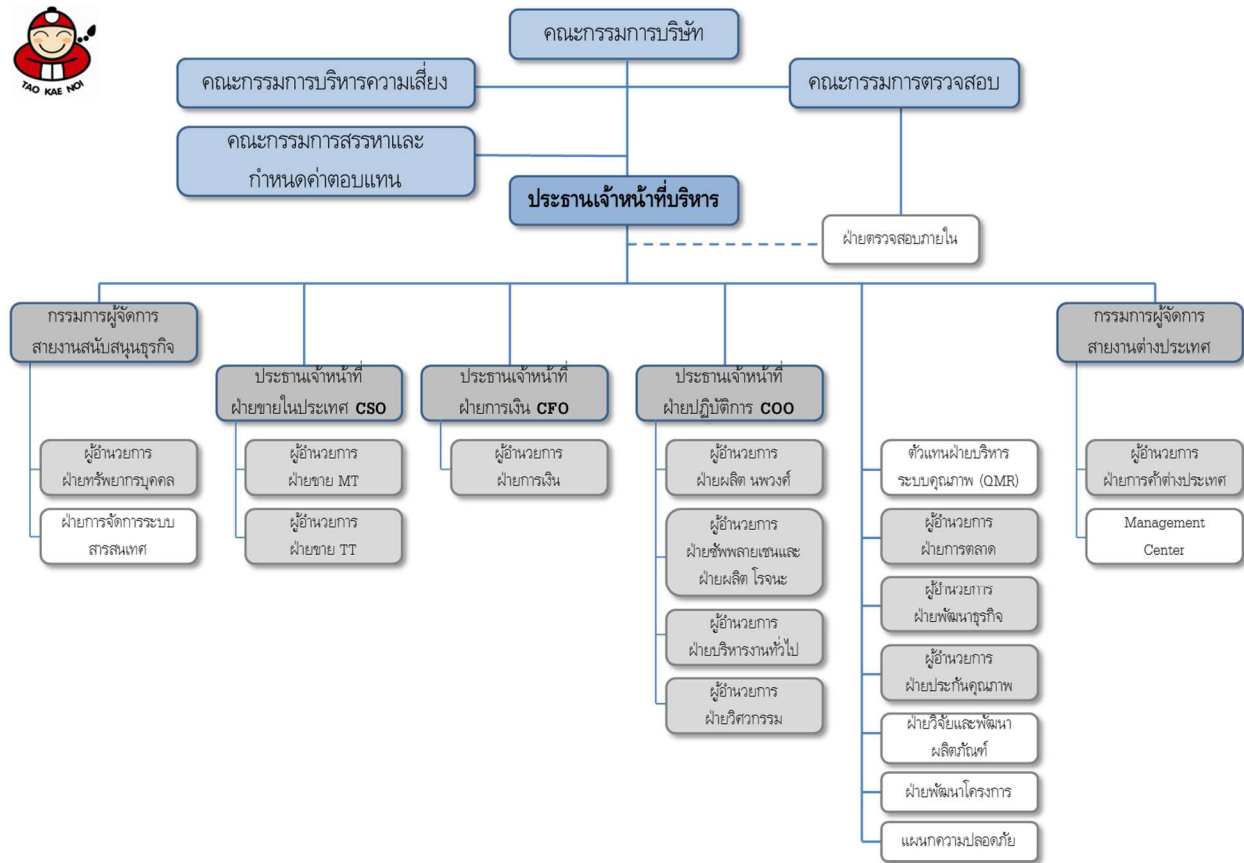 TAO KAE NOI
คณะกรรมการบริษัท
คณะกรรมการบริหารความเสี่ยง
คณะกรรมการตรวจสอบ
คณะกรรมการสรรหาและ
กำหนดค่าตอบแทน
ประธานเจ้าหน้าที่บริหาร
ฝ่ายตรวจสอบภายใน
กรรมการผู้จัดการ
สายงานสนับสนุนธุรกิจ
ผู้อำนวยการ
ฝ่ายทรัพยากรบุคคล
ฝ่ายการจัดการระบบ
สารสนเทศ
ประธานเจ้าหน้าที่
ฝ่ายขายในประเทศ CSO
ผู้อำนวยการ
ฝ่ายขาย MT
ผู้อำนวยการ
ฝ่ายขาย TT
ประธานเจ้าหน้าที่
ฝ่ายการเงิน CFO
ผู้อำนวยการ
ฝ่ายการเงิน
ประธานเจ้าหน้าที่
ฝ่ายปฏิบัติการ COO
ผู้อำนวยการ
ฝ่ายผลิต นพวงศ์
ผู้อำนวยการ
ฝ่ายซัพพลายเชนและ
ฝ่ายผลิต โรจนะ
ผู้อำนวยการ
ฝ่ายบริหารงานทั่วไป
ผู้อำนวยการ
ฝ่ายวิศวกรรม
ตัวแทนฝ่ายบริหาร
ระบบคุณภาพ (QMR)
ผู้อำนวยการ
ฝ่ายการตลาด
ผู้อำนวยการ
ฝ่ายพัฒนาธุรกิจ
ผู้อำนวยการ
ฝ่ายประกันคุณภาพ
ฝ่ายวิจัยและพัฒนา
ผลิตภัณฑ์
ฝ่ายพัฒนาโครงการ
แผนกความปลอดภัย
กรรมการผู้จัดการ
สายงานต่างประเทศ
ผู้อำนวยการ
ฝ่ายการค้าต่างประเทศ
Management
Center